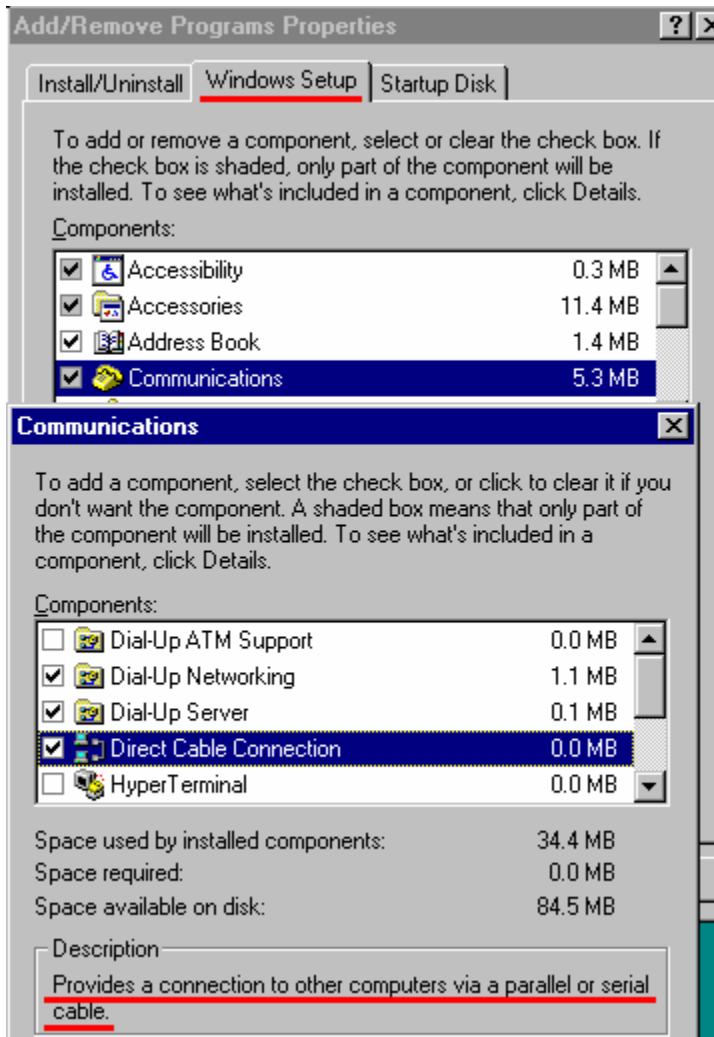 Add/Remove Programs Properties
Install/Uninstall Windows Setup Startup Disk
To add or remove a component, select or clear the check box. If
the check box is shaded, only part of the component will be
installed. To see what's included in a component, click Details.
Components:
Accessibility 0.3 MB
Accessories 11.4 MB
Address Book 1.4 MB
Communications 5.3 MB
Communications
To add a component, select the check box, or click to clear it if you
don't want the component. A shaded box means that only part of
the component will be installed. To see what's included in a
component, click Details.
Components:
Dial-Up ATM Support 0.0 MB
Dial-Up Networking 1.1 MB
Dial-Up Server 0.1 MB
Direct Cable Connection 0.0 MB
HyperTerminal 0.0 MB
Space used by installed components: 34.4 MB
Space required: 0.0 MB
Space available on disk: 84.5 MB
Description
Provides a connection to other computers via a parallel or serial
cable.